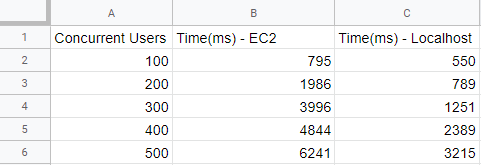 A B C
1 Concurrent Users Time(ms) - EC2 Time(ms) - Localhost
2 100 795 550
3 200 1986 789
4 300 3996 1251
5 400 4844 2389
6 500 6241 3215